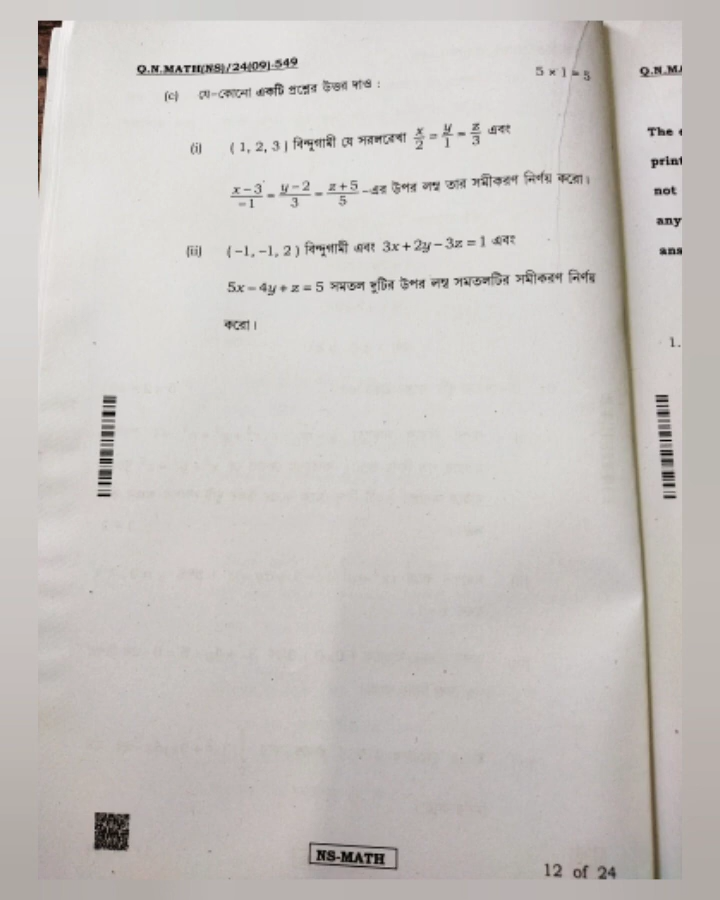 Q.N.MATH(NS)/24(09)-549
5 × 1 = 5
(c) যে-কোনো একটি প্রশ্নের উত্তর দাও :
(i) ( 1, 2, 3 ) বিন্দুগামী যে সরলরেখা x/2 = y/1 = z/3 এবং
x−3/−1 = y−2/3 = z+5/5 -এর উপর লম্ব তার সমীকরণ নির্ণয় করো।
(ii) ( −1, −1, 2 ) বিন্দুগামী এবং 3x + 2y − 3z = 1 এবং
5x − 4y + z = 5 সমতল দুটির উপর লম্ব সমতলটির সমীকরণ নির্ণয়
করো।
NS-MATH
12 of 24
Q.N.M
The
print
not
any
ans
1.